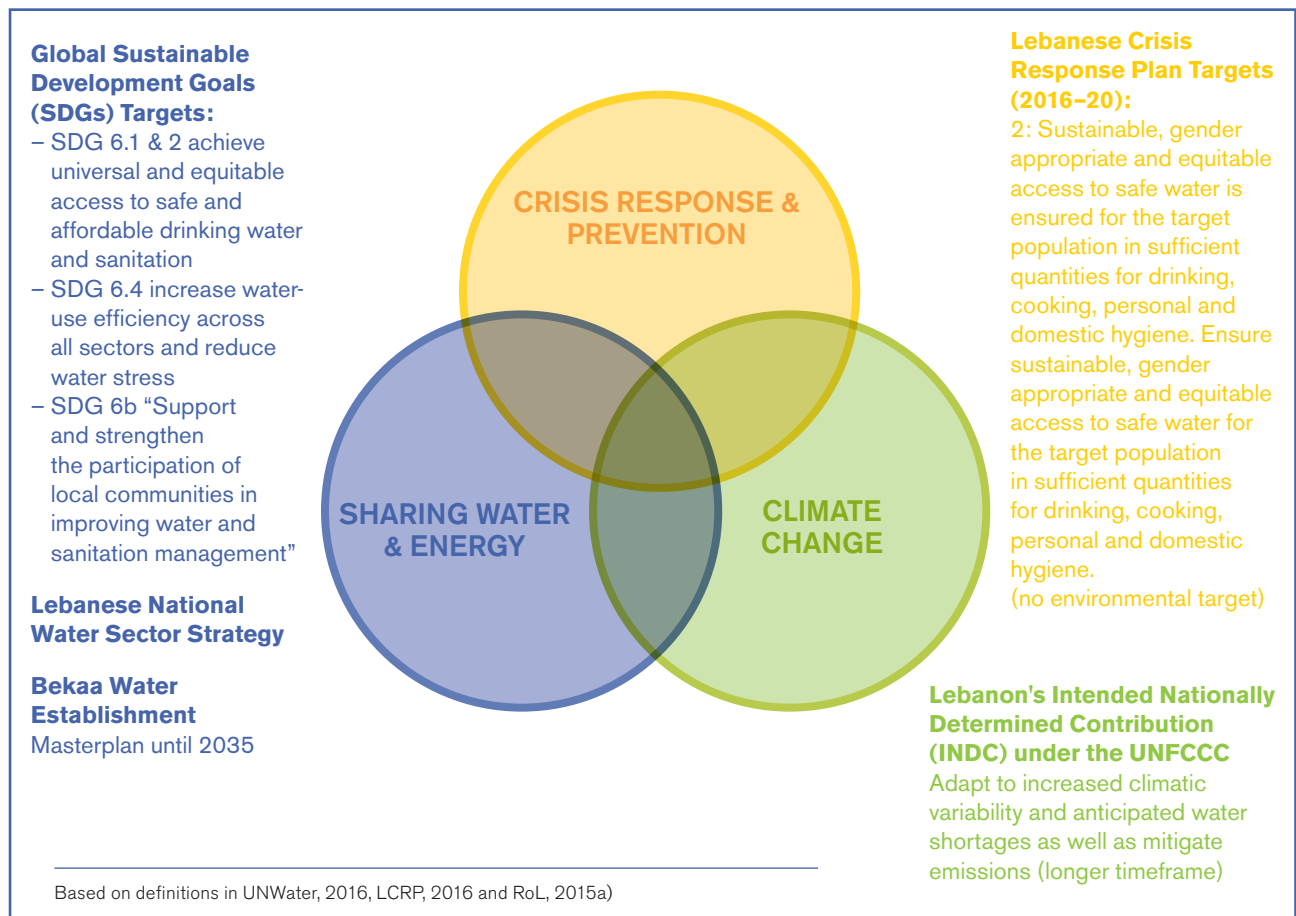 Global Sustainable
Development Goals
(SDGs) Targets:
– SDG 6.1 & 2 achieve
universal and equitable
access to safe and
affordable drinking water
and sanitation
– SDG 6.4 increase water-
use efficiency across
all sectors and reduce
water stress
– SDG 6b “Support
and strengthen
the participation of
local communities in
improving water and
sanitation management”
Lebanese National
Water Sector Strategy
Bekaa Water
Establishment
Masterplan until 2035
CRISIS RESPONSE &
PREVENTION
SHARING WATER
& ENERGY
CLIMATE
CHANGE
Lebanese Crisis
Response Plan Targets
(2016–20):
2: Sustainable, gender
appropriate and equitable
access to safe water is
ensured for the target
population in sufficient
quantities for drinking,
cooking, personal and
domestic hygiene. Ensure
sustainable, gender
appropriate and equitable
access to safe water for
the target population
in sufficient quantities
for drinking, cooking,
personal and domestic
hygiene.
(no environmental target)
Lebanon's Intended Nationally
Determined Contribution
(INDC) under the UNFCCC
Adapt to increased climatic
variability and anticipated water
shortages as well as mitigate
emissions (longer timeframe)
Based on definitions in UNWater, 2016, LCRP, 2016 and RoL, 2015a)